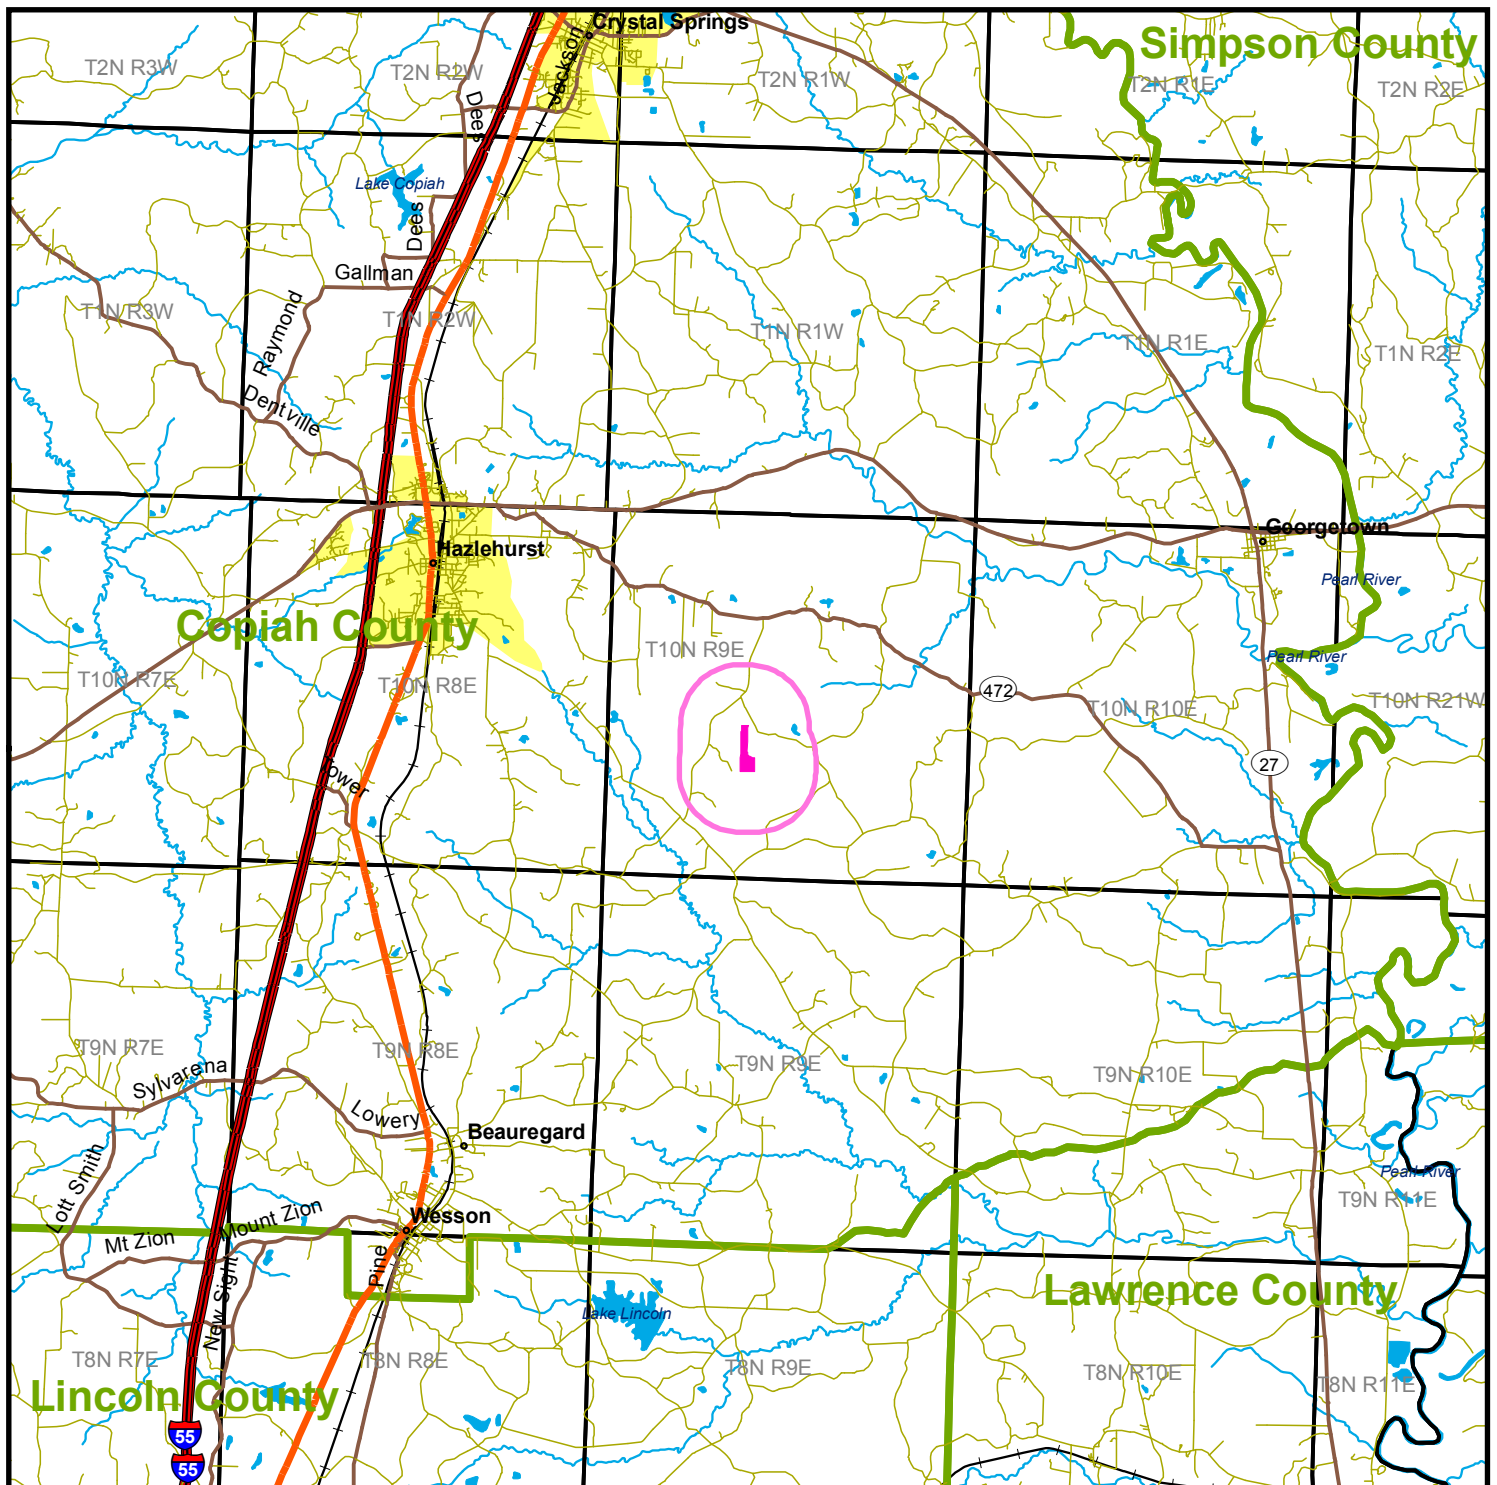 Crystal Springs
Simpson County
Jackson
T2N R3W
T2N R2W
T2N R1W
T2N R1E
T2N R2E
Dees
Lake Copiah
Dees
Gallman
T1N R3W
Raymond
T1N R2W
T1N R1W
T1N R1E
T1N R2E
Dentville
Georgetown
Hazlehurst
Pearl River
Copiah County
T10N R9E
Pearl River
T10N R7E
T10N R8E
472
T10N R10E
T10N R21W
27
Tower
T9N R7E
T9N R8E
T9N R9E
T9N R10E
Sylvarena
Lowery
Beauregard
Lott Smith
Pearl River
T9N R11E
Mount Zion
Wesson
Mt Zion
Pine
New Sight
Lawrence County
Lake Lincoln
T8N R7E
T8N R8E
T8N R9E
T8N R10E
T8N R11E
Lincoln County
55
55